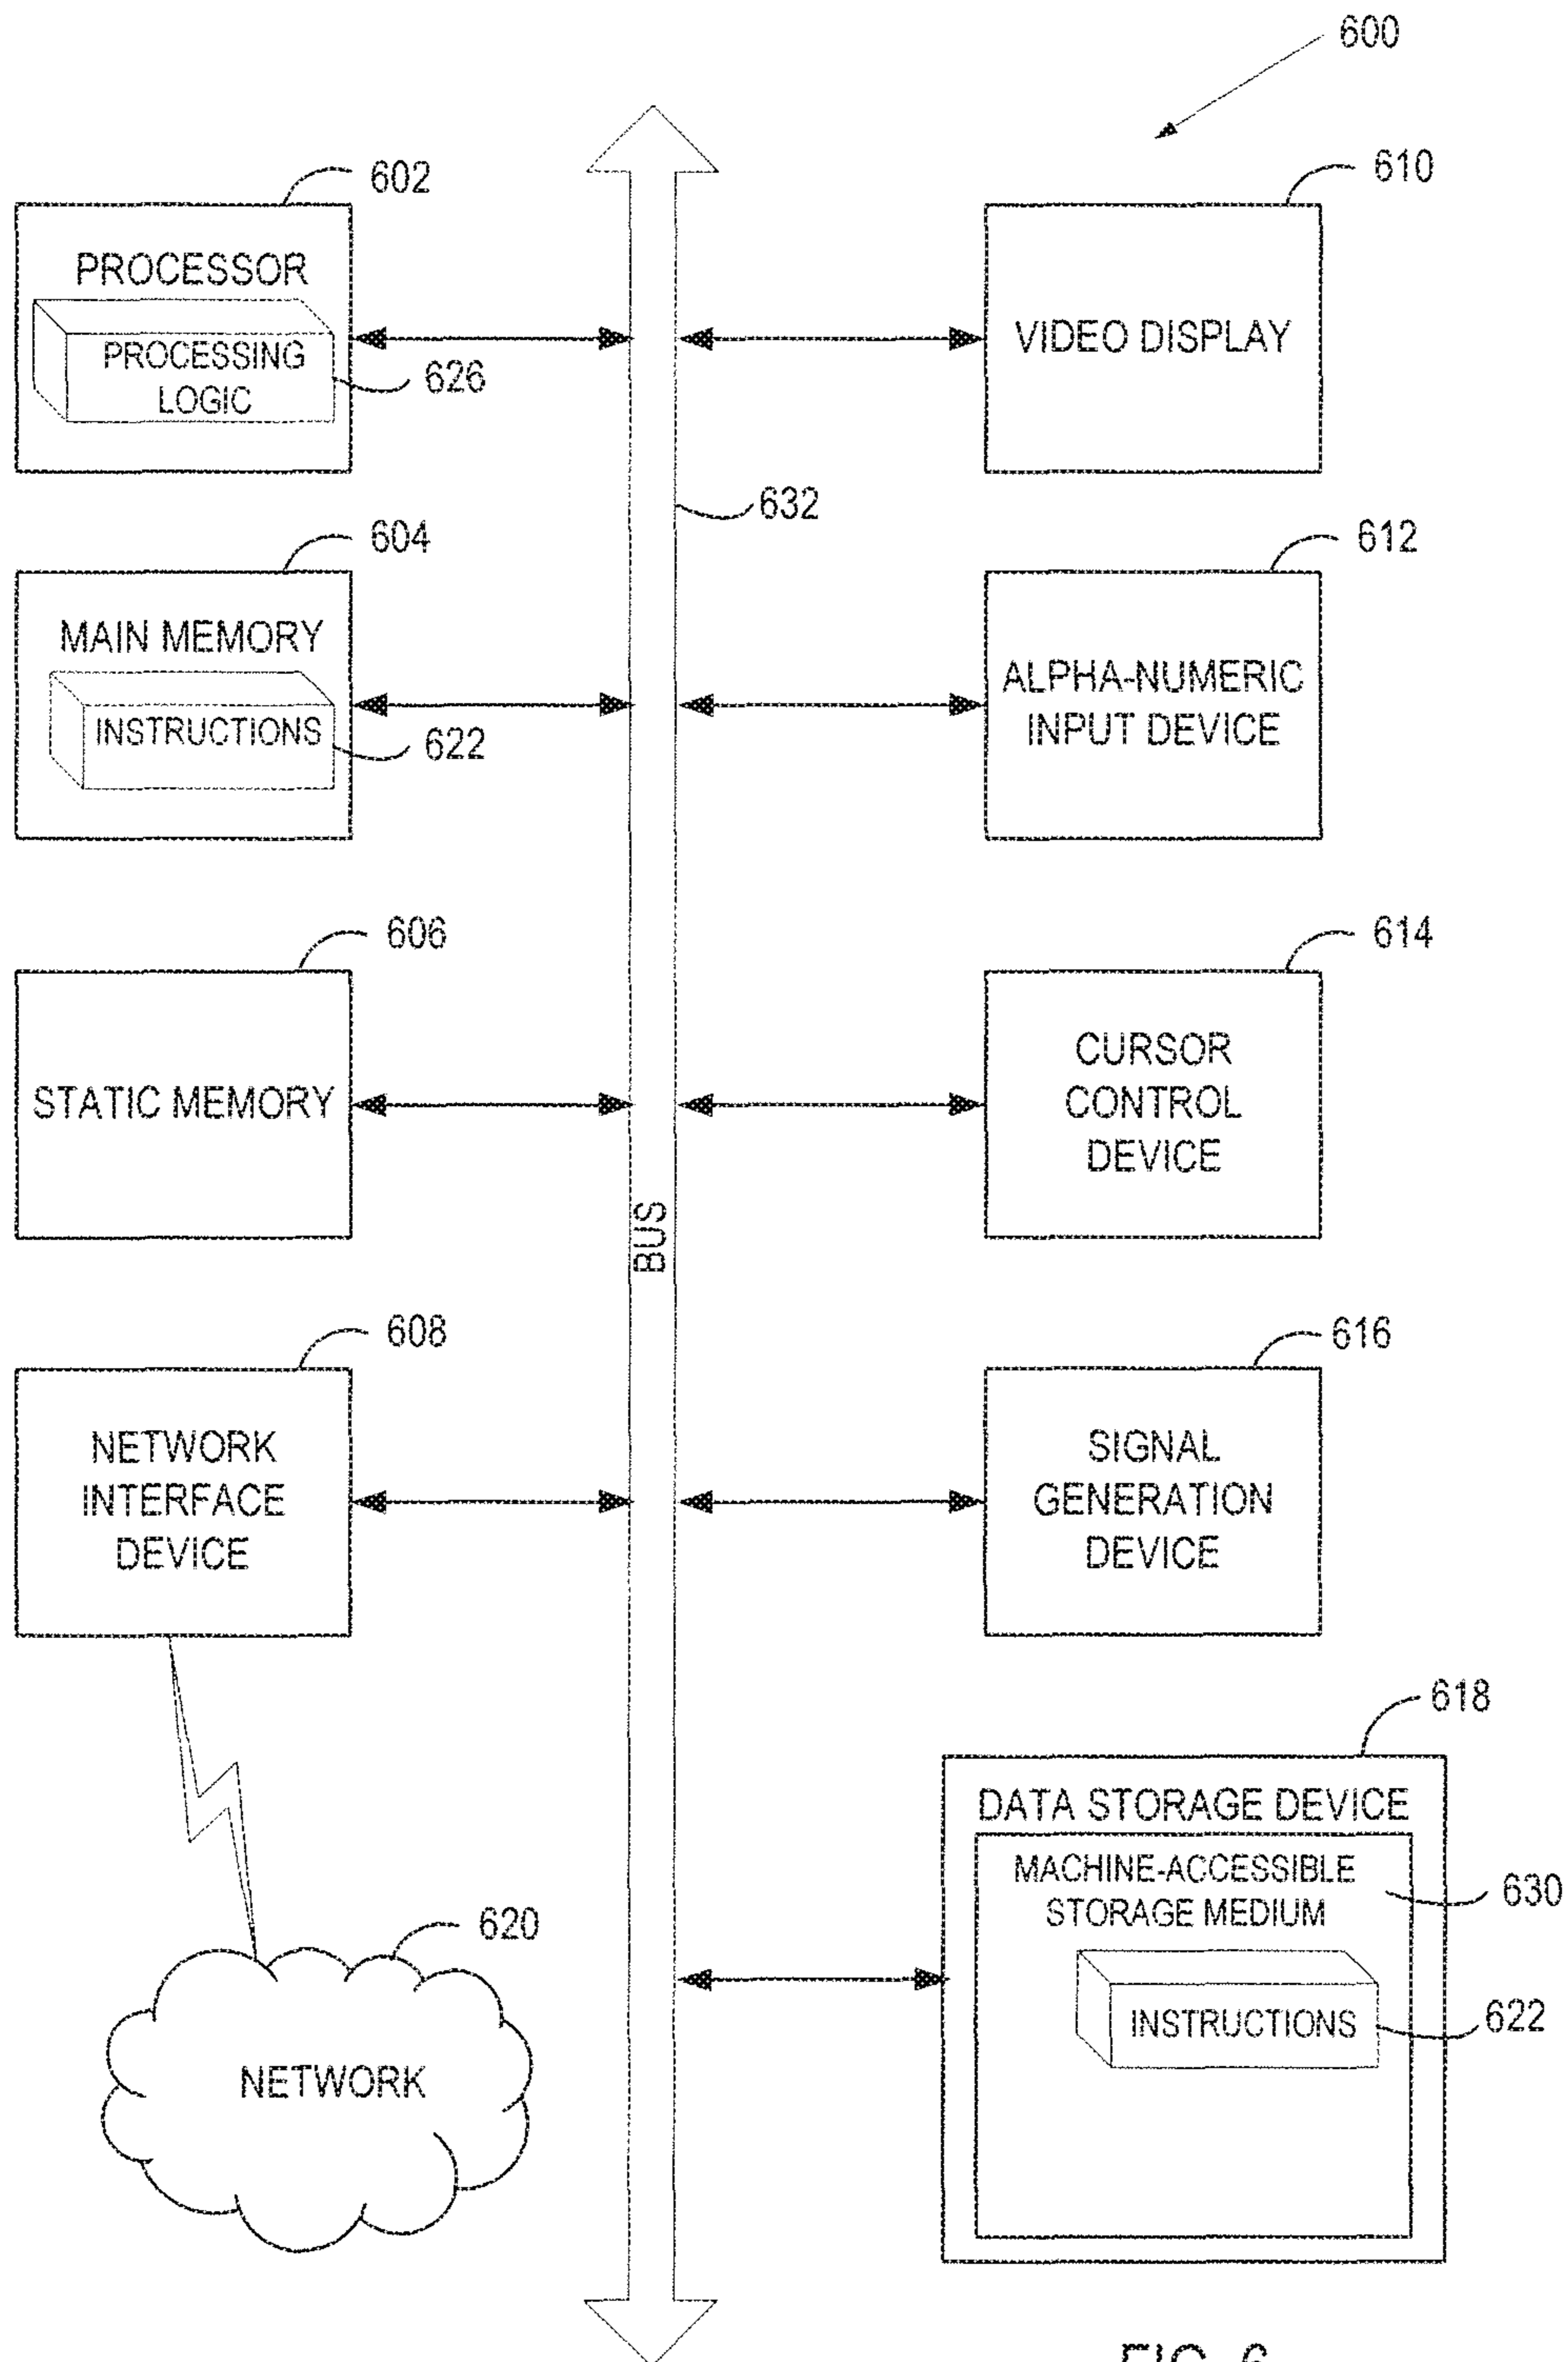 600
602
PROCESSOR
PROCESSING
LOGIC
626
610
VIDEO DISPLAY
632
604
MAIN MEMORY
INSTRUCTIONS
622
612
ALPHA-NUMERIC
INPUT DEVICE
606
STATIC MEMORY
614
CURSOR
CONTROL
DEVICE
BUS
608
NETWORK
INTERFACE
DEVICE
616
SIGNAL
GENERATION
DEVICE
618
DATA STORAGE DEVICE
MACHINE-ACCESSIBLE
STORAGE MEDIUM
630
INSTRUCTIONS
622
620
NETWORK
FIG. 6